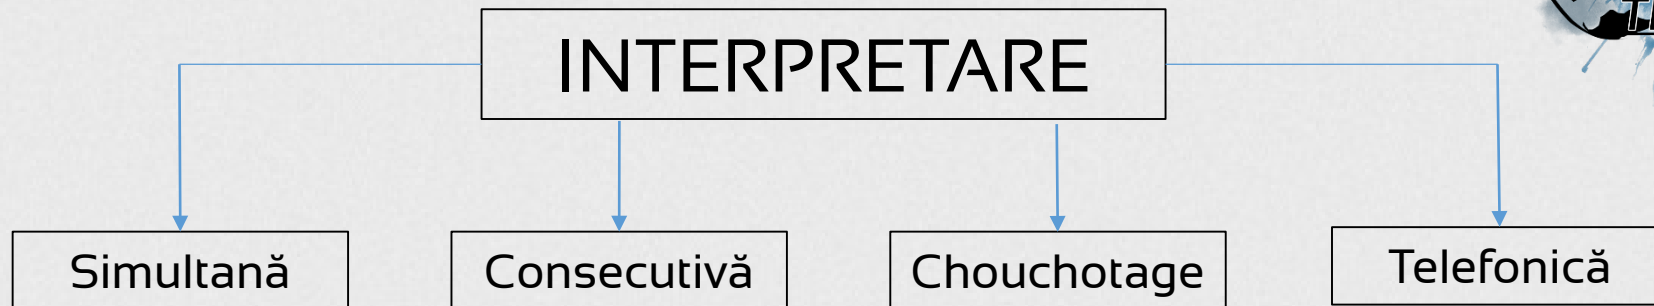 INTERPRETARE
Simultană
Consecutivă
Chouchotage
Telefonică